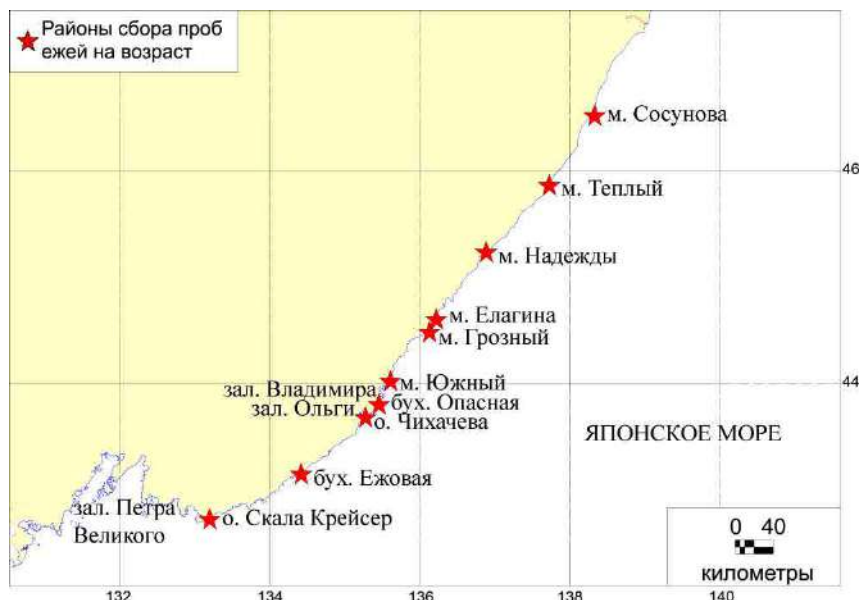 Районы сбора проб
ежей на возраст
м. Сосунова
46
м. Теплый
м. Надежды
м. Елагина
м. Грозный
м. Южный
44
зал. Владимира
бух. Опасная
зал. Ольги
о. Чихачева
ЯПОНСКОЕ МОРЕ
бух. Ежовая
зал. Петра
Великого
о. Скала Крейсер
0 40
километры
132 134 136 138 140